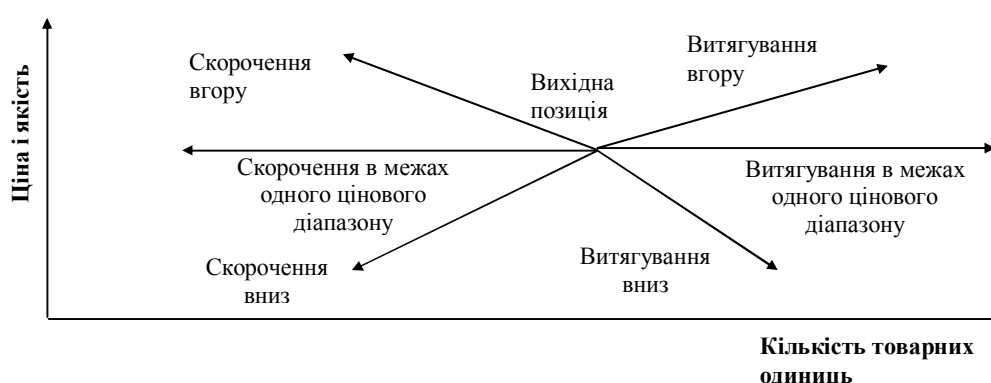 Ціна і якість
Скорочення
вгору
Вихідна
позиція
Витягування
вгору
Скорочення в межах
одного цінового
діапазону
Витягування в межах
одного цінового
діапазону
Скорочення
вниз
Витягування
вниз
Кількість товарних
одиниць